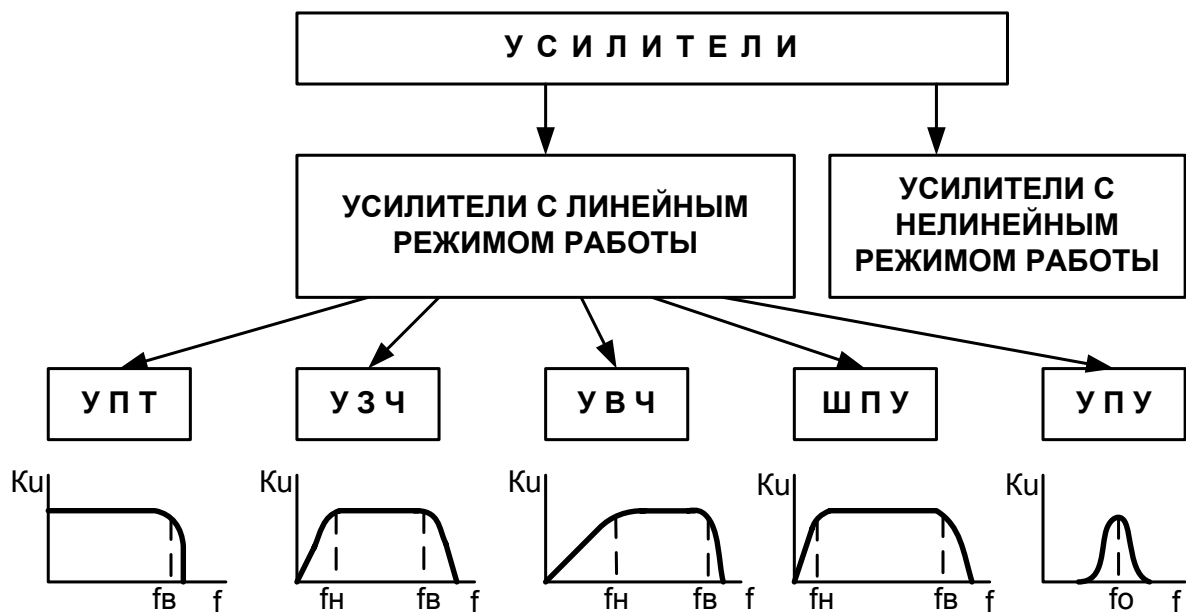 У С И Л И Т Е Л И
УСИЛИТЕЛИ С ЛИНЕЙНЫМ
РЕЖИМОМ РАБОТЫ
УСИЛИТЕЛИ С
НЕЛИНЕЙНЫМ
РЕЖИМОМ РАБОТЫ
У П Т
У З Ч
У В Ч
Ш П У
У П У
Ku
fв
f
Ku
fн
fв
f
Ku
fн
fв
f
Ku
fн
fв
f
Ku
fо
f